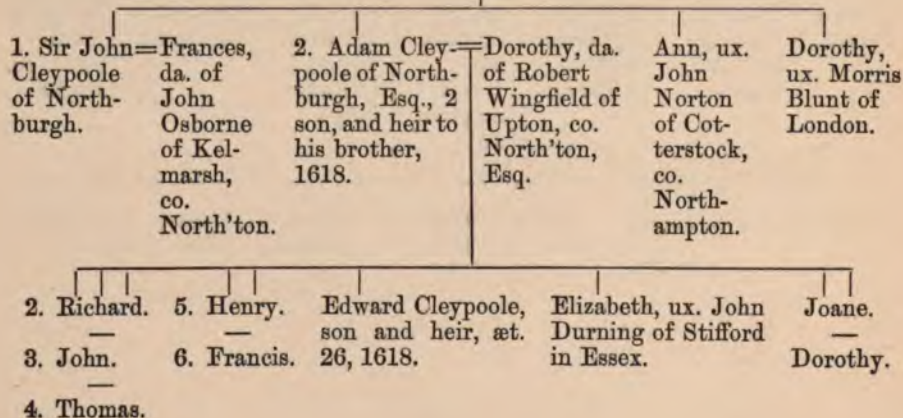 1. Sir John=Frances,
Cleypoole
of North-
burgh.
da. of
John
Osborne
of Kel-
marsh,
co.
North'ton.
2. Adam Cley-
poole of North-
burgh, Esq., 2
son, and heir to
his brother,
1618.
=Dorothy, da.
of Robert
Wingfield of
Upton, co.
North'ton,
Esq.
Ann, ux.
John
Norton
of Cot-
terstock,
co.
North-
ampton.
Dorothy,
ux. Morris
Blunt of
London.
2. Richard.
—
3. John.
—
4. Thomas.
5. Henry.
—
6. Francis.
Edward Cleypoole,
son and heir, æt.
26, 1618.
Elizabeth, ux. John
Durning of Stifford
in Essex.
Joane.
—
Dorothy.